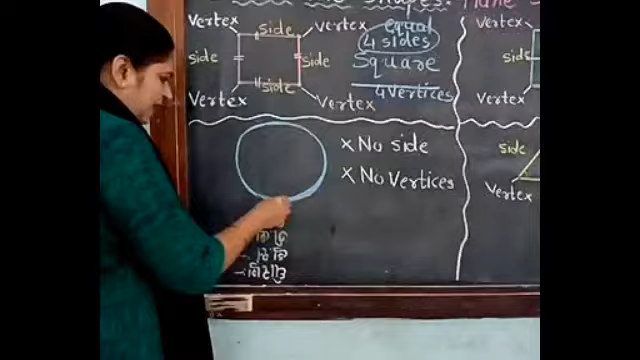 Shapes: Plane S
Vertex side Vertex
side side
Vertex side Vertex
equal
4 sides
Square
4 Vertices
x No side
x No Vertices
Vertex
side
Vertex
side
Vertex